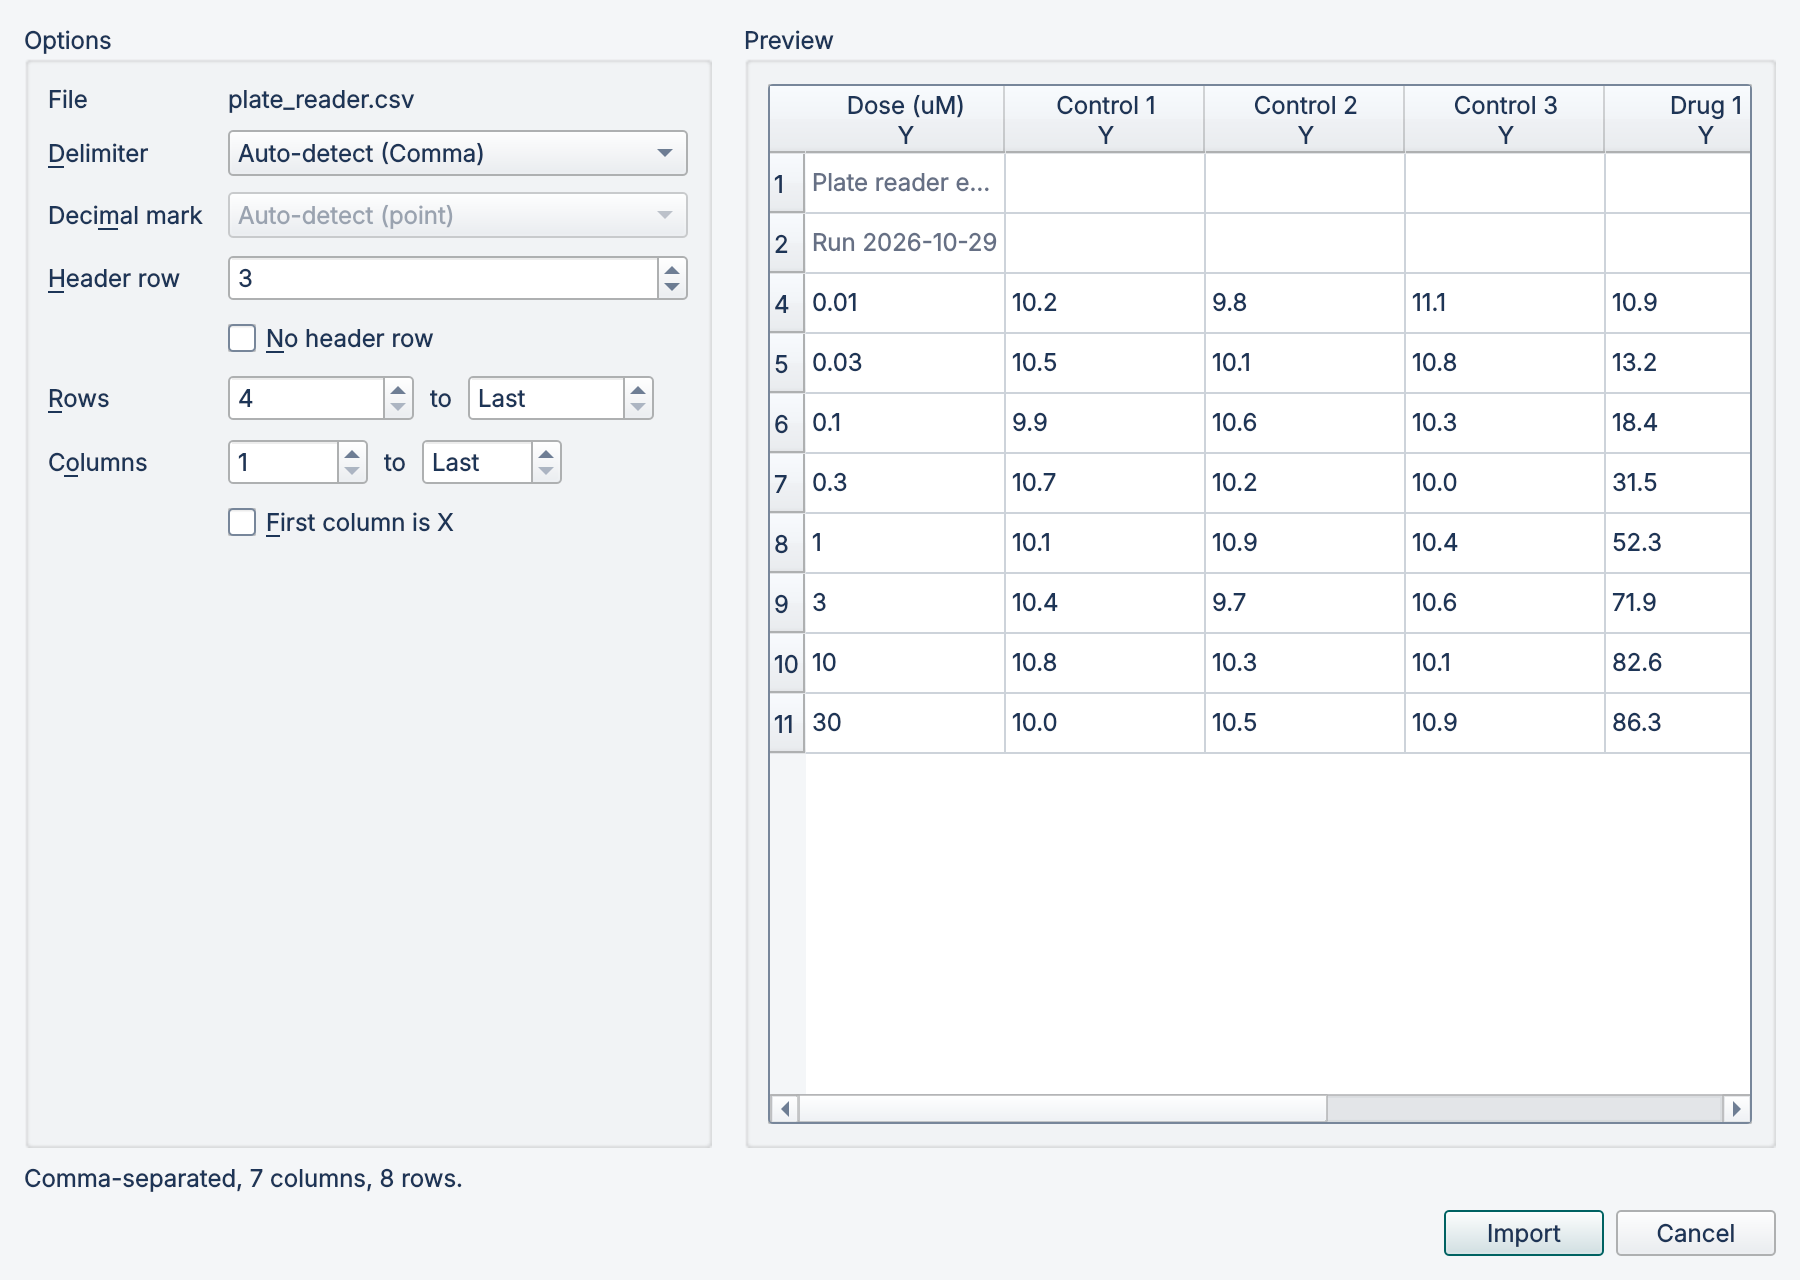 Options
File plate_reader.csv
Delimiter Auto-detect (Comma)
Decimal mark Auto-detect (point)
Header row 3
No header row
Rows 4 to Last
Columns 1 to Last
First column is X
Preview
Dose (uM) Control 1 Control 2 Control 3 Drug 1
Y Y Y Y Y
1 Plate reader e...
2 Run 2026-10-29
4 0.01 10.2 9.8 11.1 10.9
5 0.03 10.5 10.1 10.8 13.2
6 0.1 9.9 10.6 10.3 18.4
7 0.3 10.7 10.2 10.0 31.5
8 1 10.1 10.9 10.4 52.3
9 3 10.4 9.7 10.6 71.9
10 10 10.8 10.3 10.1 82.6
11 30 10.0 10.5 10.9 86.3
Comma-separated, 7 columns, 8 rows.
Import Cancel